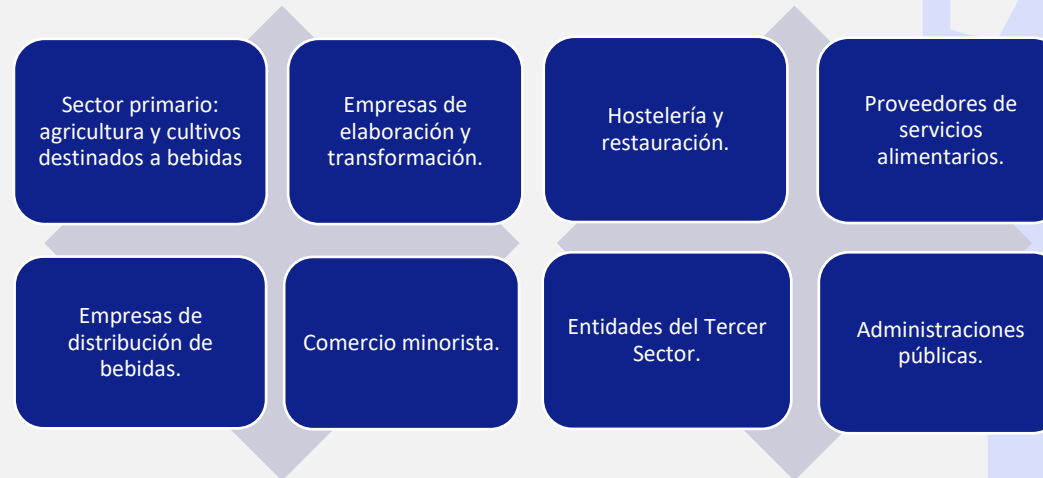 Sector primario:
agricultura y cultivos
destinados a bebidas
Empresas de
elaboración y
transformación.
Hostelería y
restauración.
Proveedores de
servicios
alimentarios.
Empresas de
distribución de
bebidas.
Comercio minorista.
Entidades del Tercer
Sector.
Administraciones
públicas.